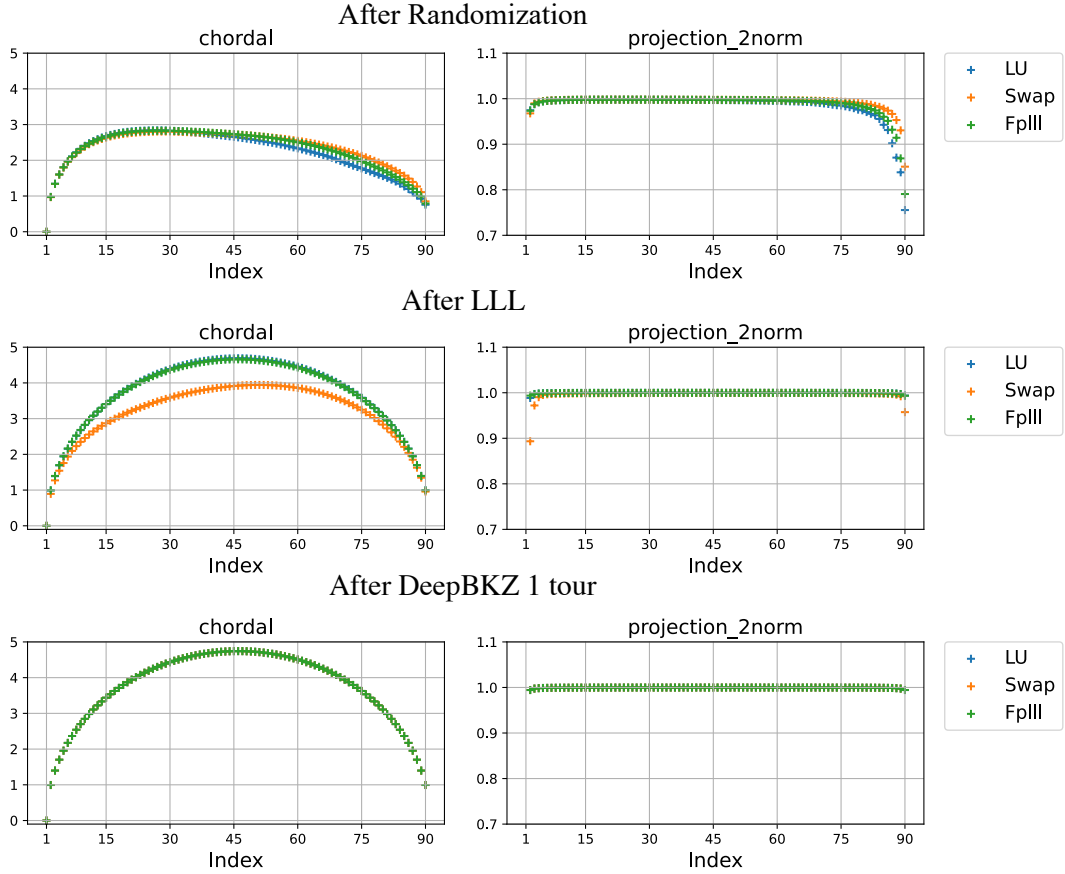 After Randomization
chordal
5
4
3
2
1
0
1 15 30 45 60 75 90
Index
projection_2norm
1.1
1.0
0.9
0.8
0.7
1 15 30 45 60 75 90
Index
LU
Swap
Fplll
After LLL
chordal
5
4
3
2
1
0
1 15 30 45 60 75 90
Index
projection_2norm
1.1
1.0
0.9
0.8
0.7
1 15 30 45 60 75 90
Index
LU
Swap
Fplll
After DeepBKZ 1 tour
chordal
5
4
3
2
1
0
1 15 30 45 60 75 90
Index
projection_2norm
1.1
1.0
0.9
0.8
0.7
1 15 30 45 60 75 90
Index
LU
Swap
Fplll